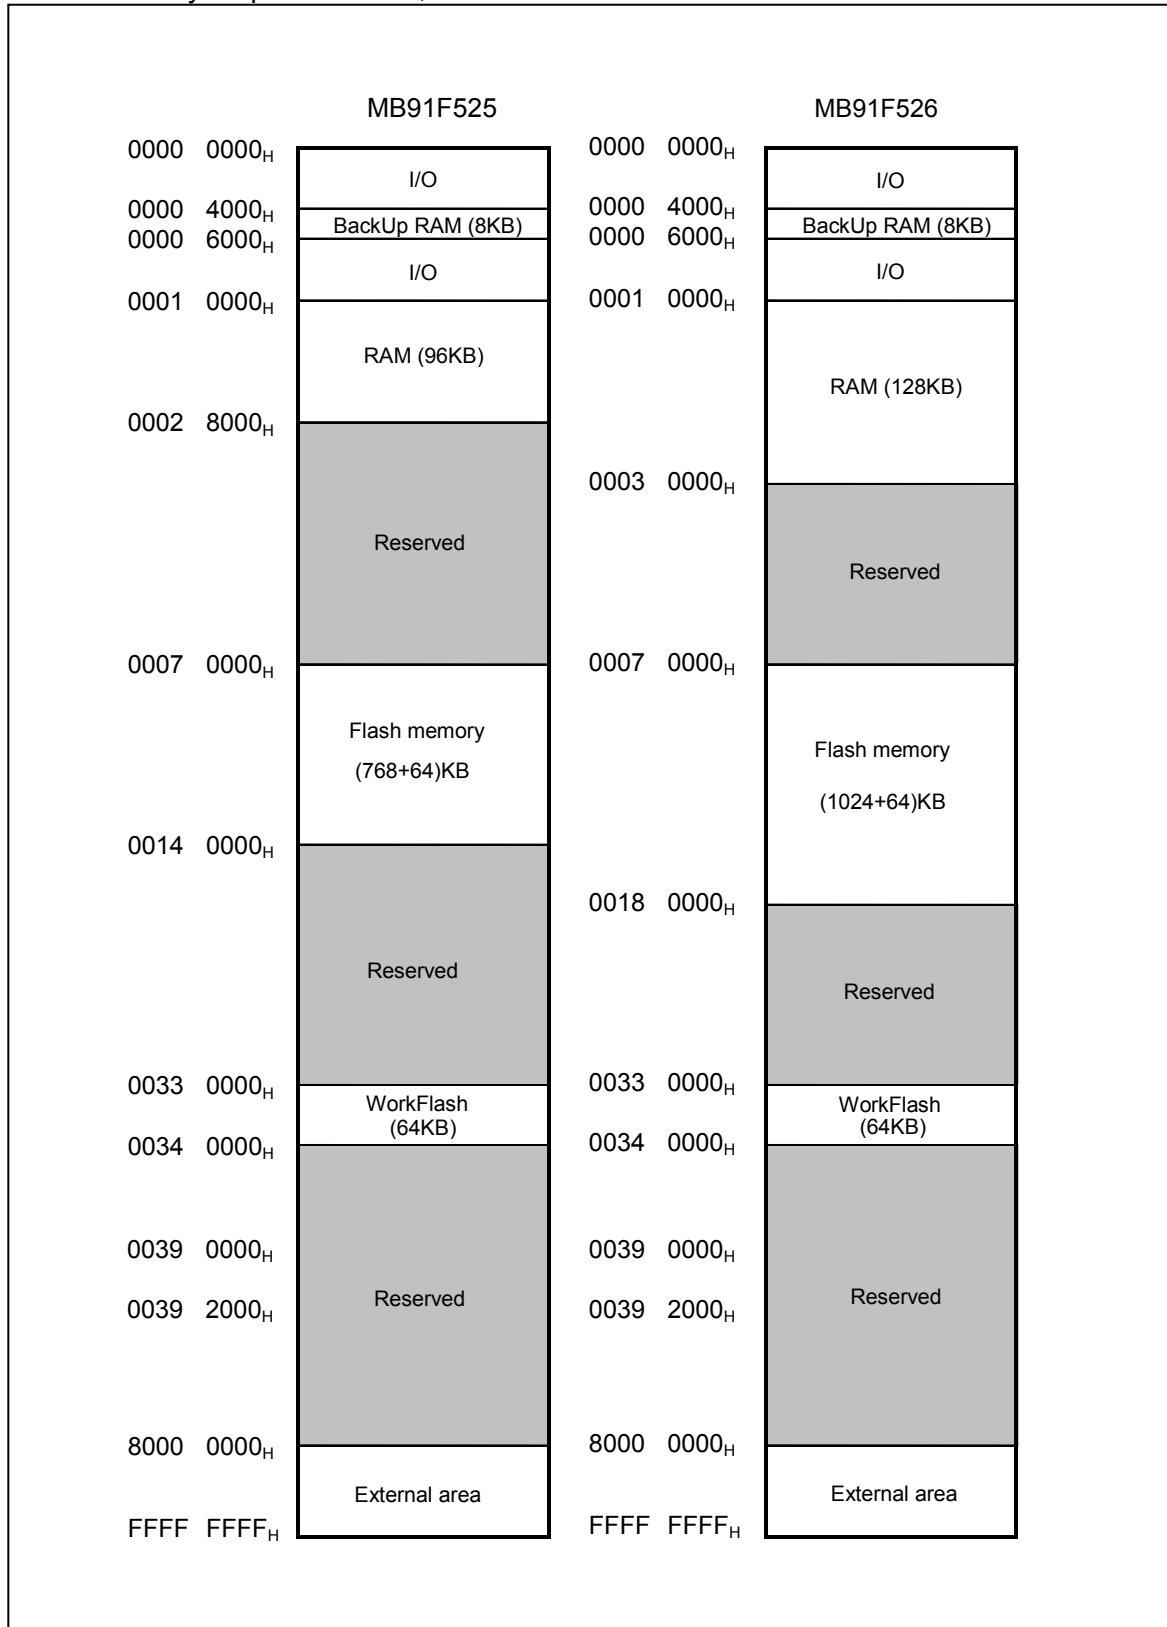 MB91F525
0000 0000H
I/O
0000 4000H
BackUp RAM (8KB)
0000 6000H
I/O
0001 0000H
RAM (96KB)
0002 8000H
Reserved
0007 0000H
Flash memory
(768+64)KB
0014 0000H
Reserved
0033 0000H
WorkFlash
(64KB)
0034 0000H
0039 0000H
Reserved
0039 2000H
8000 0000H
External area
FFFF FFFFH
MB91F526
0000 0000H
I/O
0000 4000H
BackUp RAM (8KB)
0000 6000H
I/O
0001 0000H
RAM (128KB)
0003 0000H
Reserved
0007 0000H
Flash memory
(1024+64)KB
0018 0000H
Reserved
0033 0000H
WorkFlash
(64KB)
0034 0000H
0039 0000H
Reserved
0039 2000H
8000 0000H
External area
FFFF FFFFH